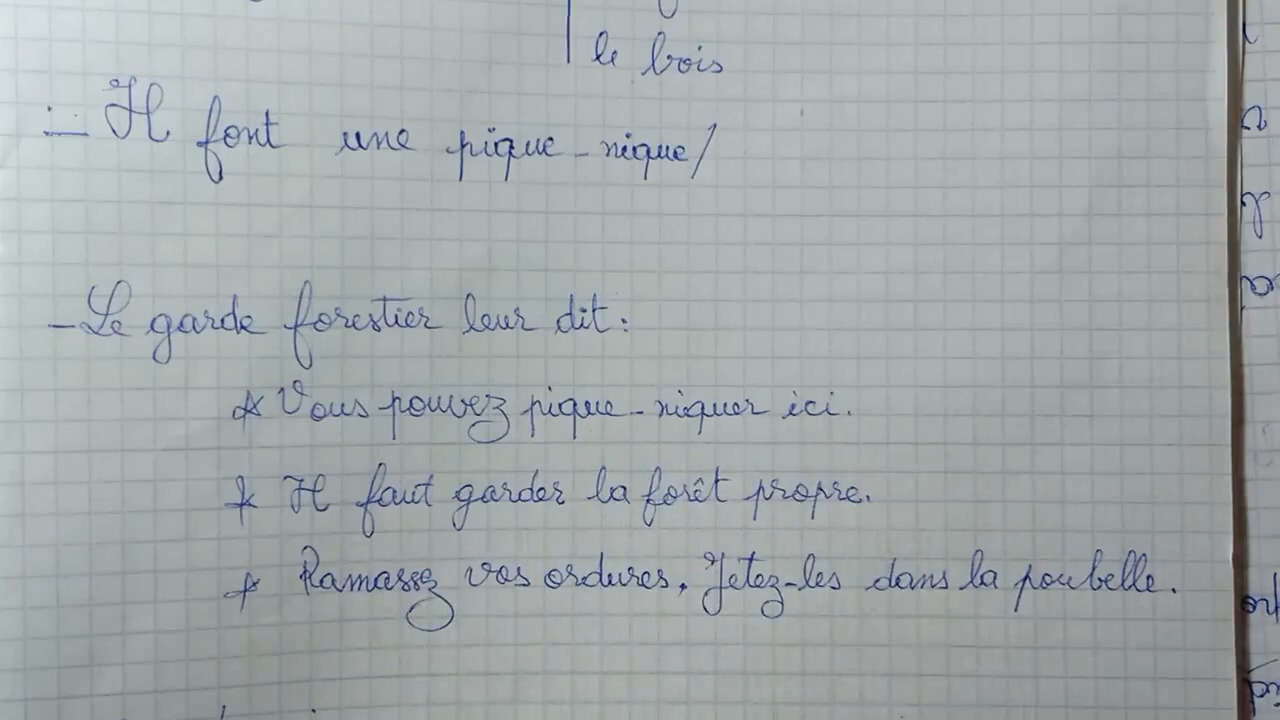 le bois
- Il font une pique-nique/
- Le garde forestier leur dit:
* Vous pouvez pique-niquer ici.
* Il faut garder la forêt propre.
* Ramassez vos ordures. Jetez-les dans la poubelle.